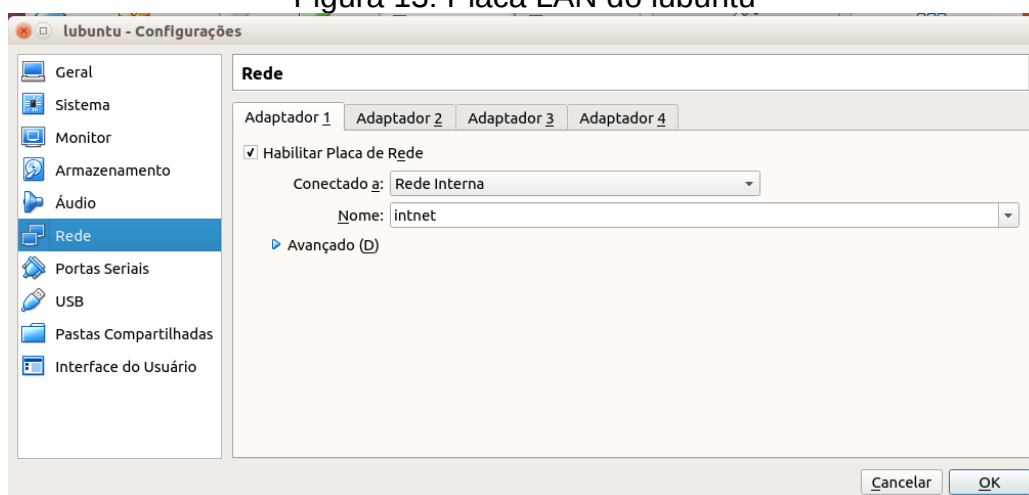 Figura 13. Placa LAN do lubuntu
lubuntu - Configurações
Geral
Sistema
Monitor
Armazenamento
Áudio
Rede
Portas Seriais
USB
Pastas Compartilhadas
Interface do Usuário
Rede
Adaptador 1 Adaptador 2 Adaptador 3 Adaptador 4
Habilitar Placa de Rede
Conectado a: Rede Interna
Nome: intnet
Avançado (D)
Cancelar OK